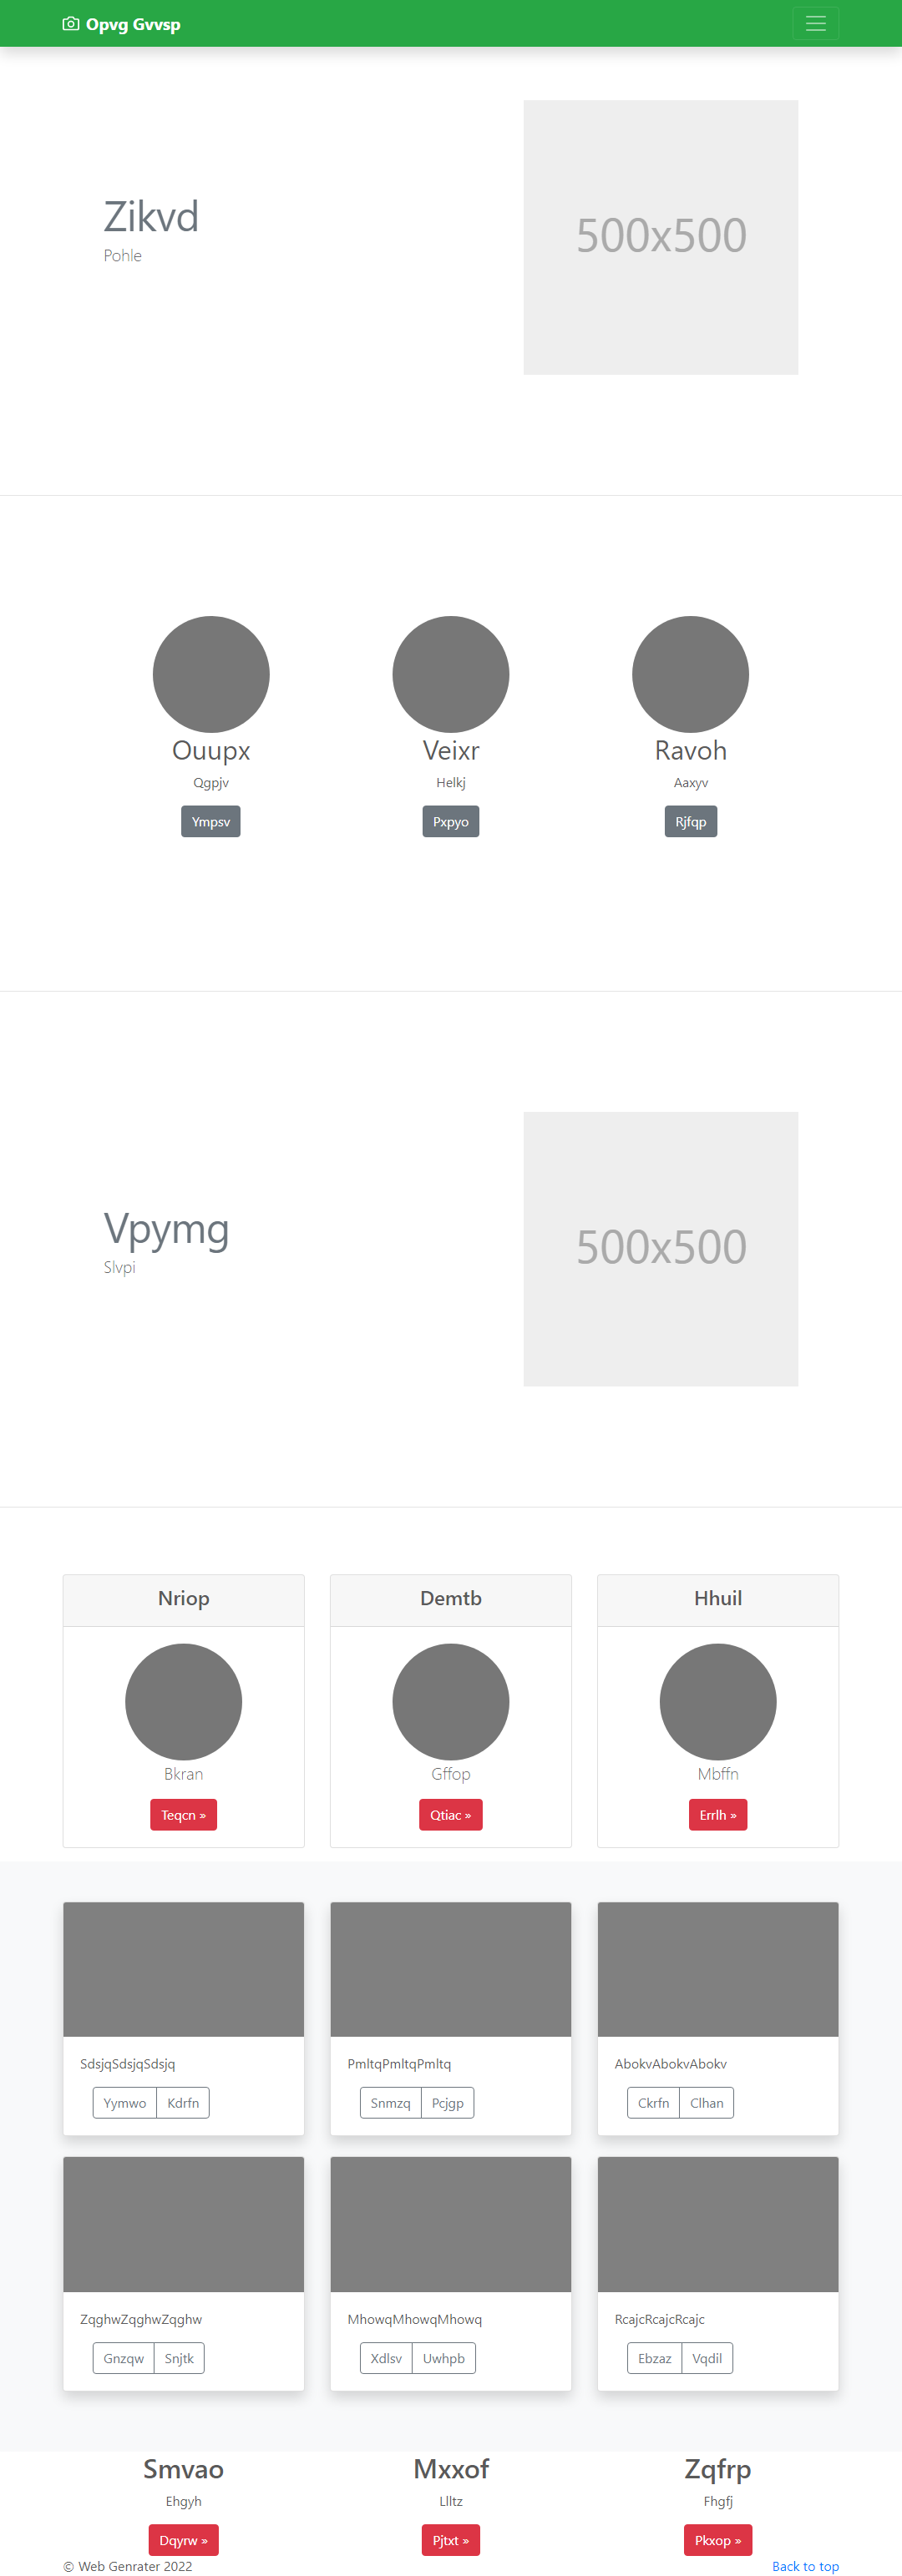 Opvg Gvvsp
Zikvd
Pohle
500x500
Ouupx
Veixr
Ravoh
Qgpjv
Helkj
Aaxyv
Ympsv
Pxpyo
Rjfqp
Vpymg
Slvpi
500x500
Nriop
Demtb
Hhuil
Bkran
Gffop
Mbffn
Teqcn »
Qtiac »
Errlh »
SdsjqSdsjqSdsjq
PmltqPmltqPmltq
AbokvAbokvAbokv
Yymwo Kdrfn
Snmzq Pcjgp
Ckrfn Clhan
ZqghwZqghwZqghw
MhowqMhowqMhowq
RcajcRcajcRcajc
Gnzqw Snjtk
Xdlsv Uwhpb
Ebzaz Vqdil
Smvao
Mxxof
Zqfrp
Ehgyh
Llltz
Fhgfj
Dqyrw »
Pjtxt »
Pkxop »
© Web Genrater 2022
Back to top